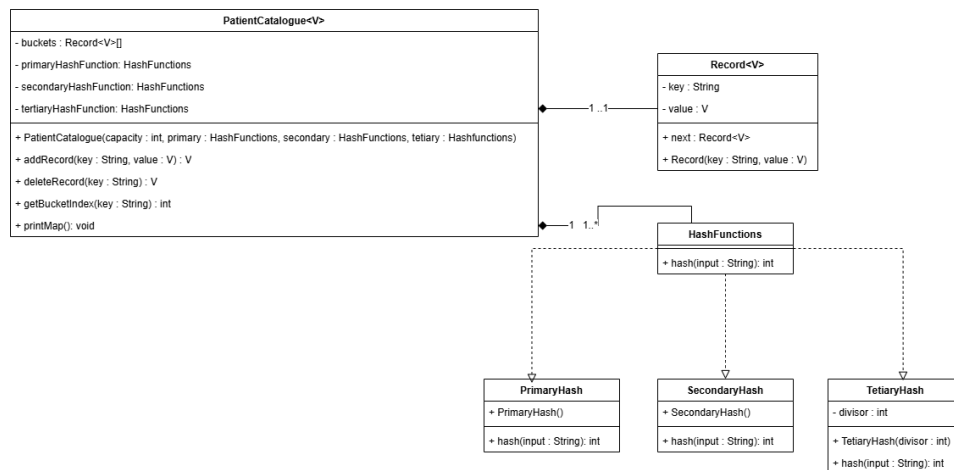 PatientCatalogue<V>
- buckets : Record<V>[]
- primaryHashFunction: HashFunctions
- secondaryHashFunction: HashFunctions
- tertiaryHashFunction: HashFunctions
+ PatientCatalogue(capacity : int, primary : HashFunctions, secondary : HashFunctions, tetiary : Hashfunctions)
+ addRecord(key : String, value : V) : V
+ deleteRecord(key : String) : V
+ getBucketIndex(key : String) : int
+ printMap(): void
1 ..1
Record<V>
- key : String
- value : V
+ next : Record<V>
+ Record(key : String, value : V)
1 1..*
HashFunctions
+ hash(input : String): int
PrimaryHash
+ PrimaryHash()
+ hash(input : String): int
SecondaryHash
+ SecondaryHash()
+ hash(input : String): int
TetiaryHash
- divisor : int
+ TetiaryHash(divisor : int)
+ hash(input : String): int